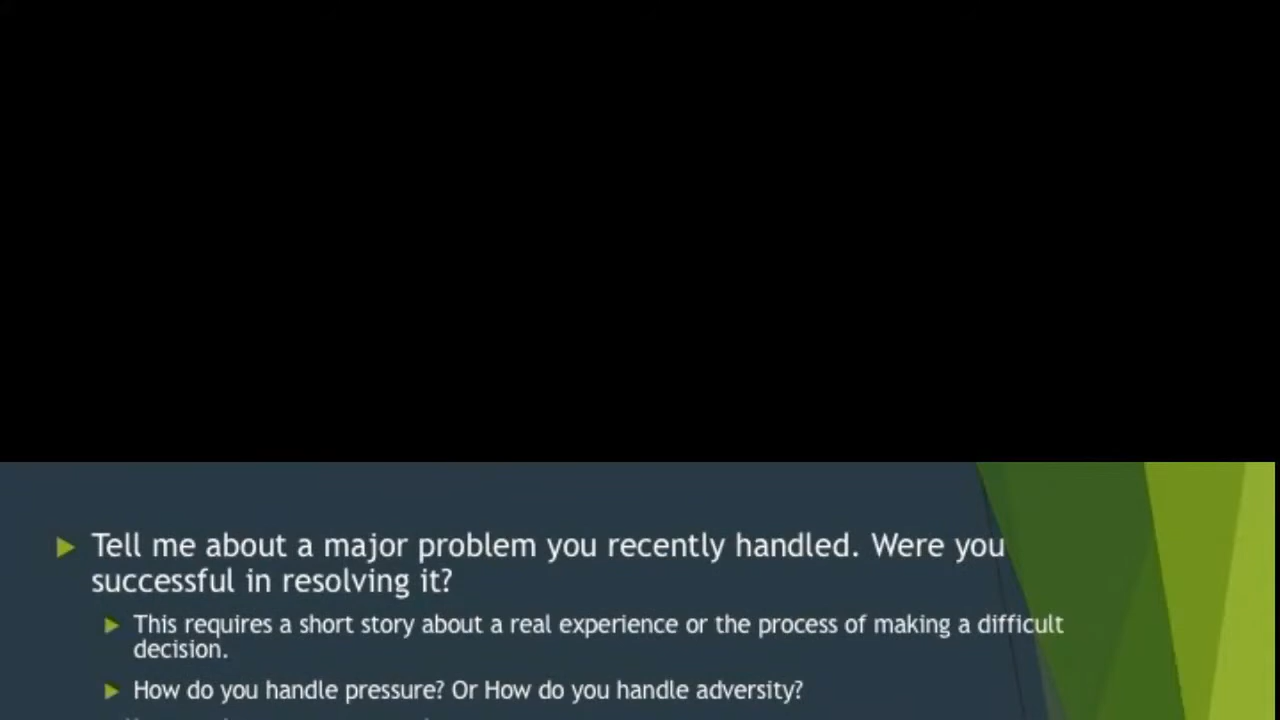 Tell me about a major problem you recently handled. Were you
successful in resolving it?
This requires a short story about a real experience or the process of making a difficult
decision.
How do you handle pressure? Or How do you handle adversity?